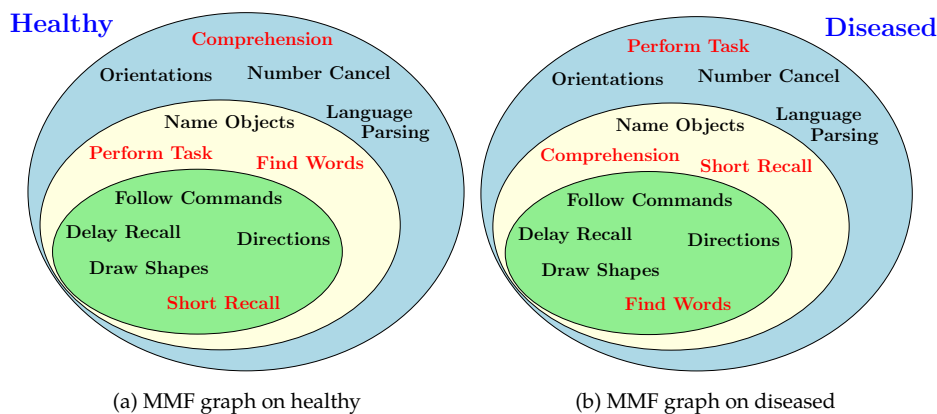 Healthy
Comprehension
Orientations
Number Cancel
Language
Parsing
Name Objects
Perform Task
Find Words
Follow Commands
Delay Recall
Directions
Draw Shapes
Short Recall
(a) MMF graph on healthy
Diseased
Perform Task
Orientations
Number Cancel
Language
Parsing
Name Objects
Comprehension
Short Recall
Follow Commands
Delay Recall
Directions
Draw Shapes
Find Words
(b) MMF graph on diseased